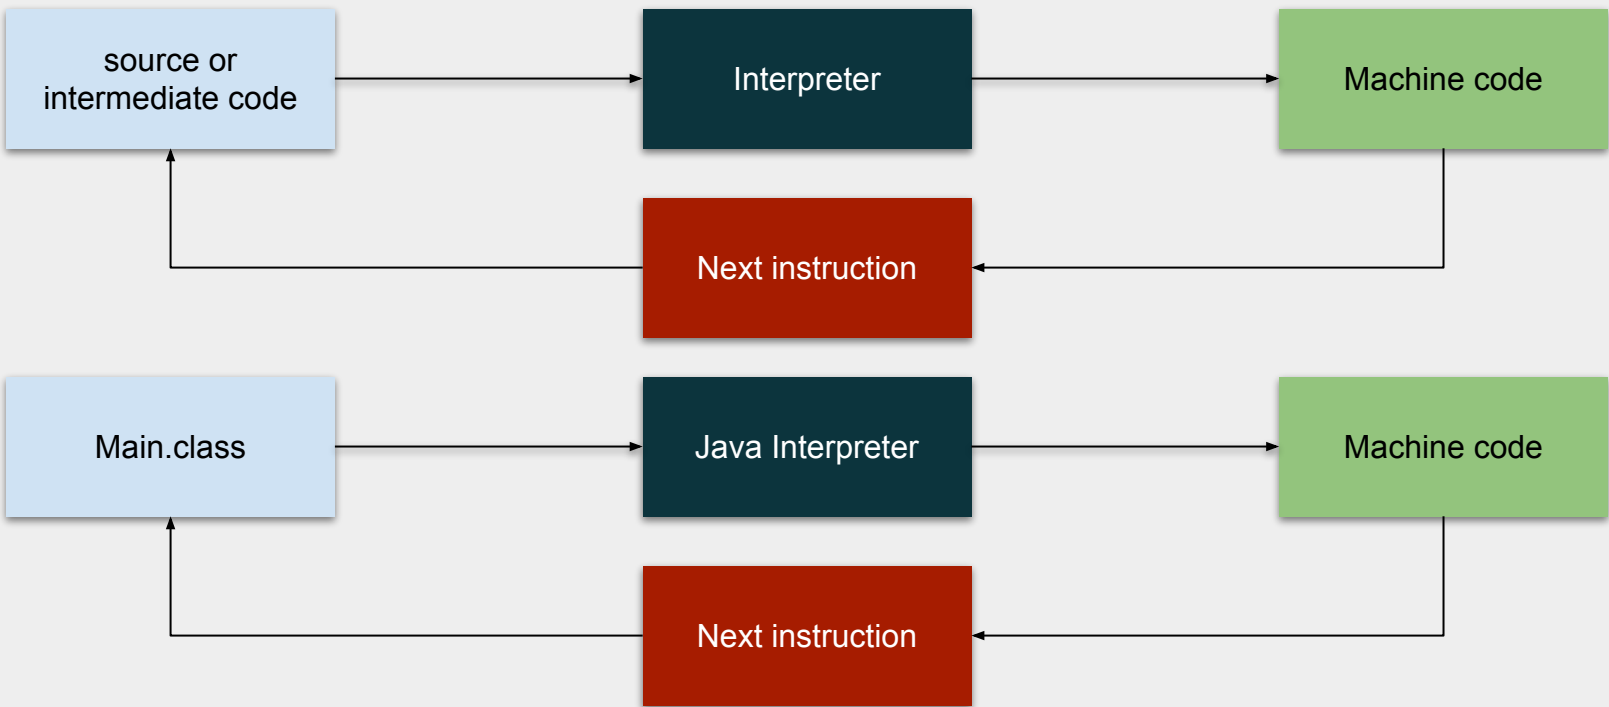 source or
intermediate code
Interpreter
Machine code
Next instruction
Main.class
Java Interpreter
Machine code
Next instruction